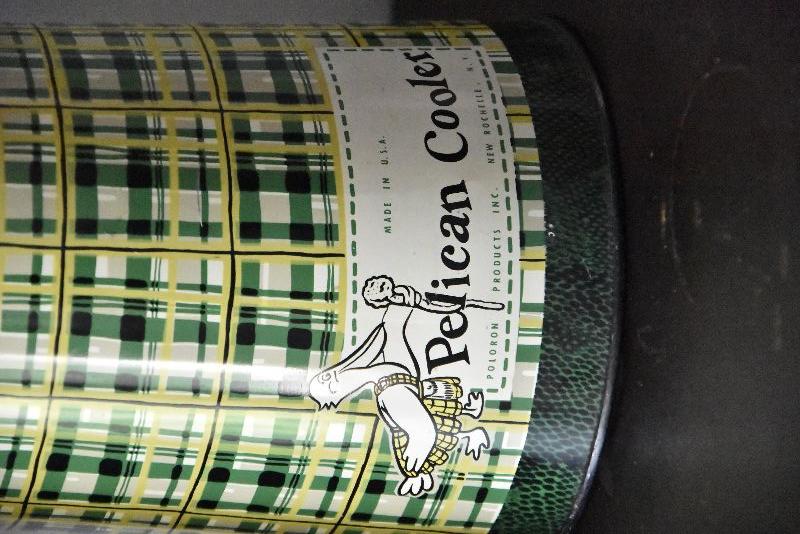 MADE IN U.S.A.
Pelican Cooler
POLORON PRODUCTS INC. NEW ROCHELLE, N.Y.